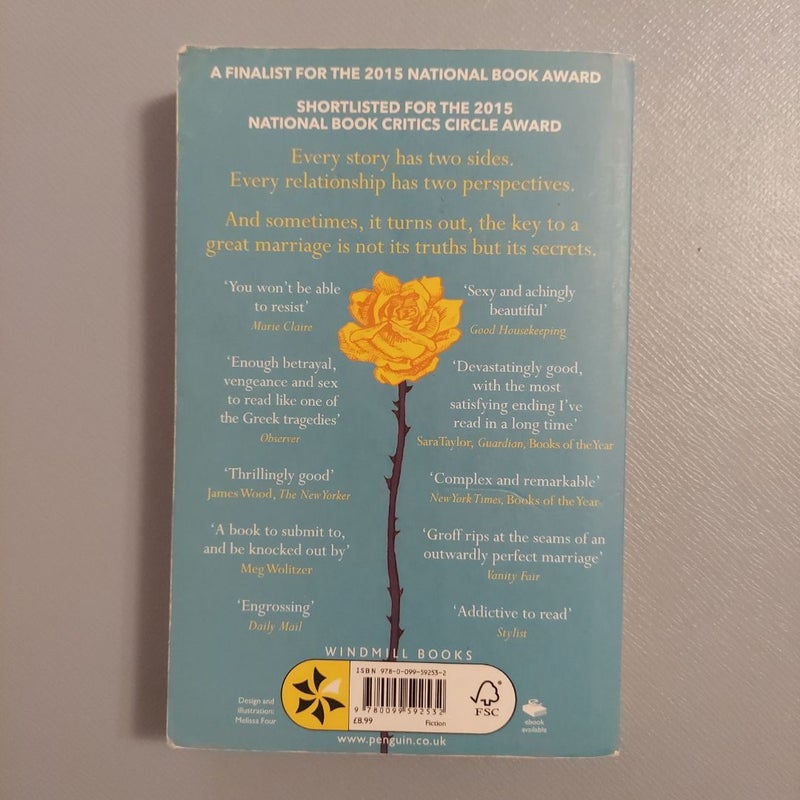 A FINALIST FOR THE 2015 NATIONAL BOOK AWARD
SHORTLISTED FOR THE 2015
NATIONAL BOOK CRITICS CIRCLE AWARD
Every story has two sides.
Every relationship has two perspectives.
And sometimes, it turns out, the key to a
great marriage is not its truths but its secrets.
‘You won’t be able
to resist’
Marie Claire
‘Enough betrayal,
vengeance and sex
to read like one of
the Greek tragedies’
Observer
‘Thrillingly good’
James Wood, The New Yorker
‘A book to submit to,
and be knocked out by’
Meg Wolitzer
‘Engrossing’
Daily Mail
‘Sexy and achingly
beautiful’
Good Housekeeping
‘Devastatingly good,
with the most
satisfying ending I’ve
read in a long time’
Sara Taylor, Guardian, Books of the Year
‘Complex and remarkable’
New York Times, Books of the Year
‘Groff rips at the seams of an
outwardly perfect marriage’
Vanity Fair
‘Addictive to read’
Stylist
WINDMILL BOOKS
Design and
illustration:
Melissa Four
ISBN 978-0-099-59253-2
9 780099 592532
£8.99 Fiction
FSC
ebook
available
www.penguin.co.uk